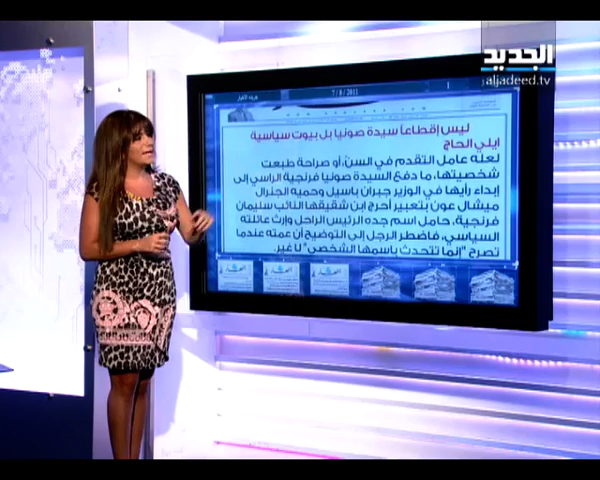 الجديد
aljadeed.tv
7/8/2011
ليس إقطاعاً سيدة صونيا بل بيوت سياسية
ايلي الحاج
لعله عامل التقدم في السن، أو صراحة طبعت
شخصيتها، ما دفع السيدة صونيا فرنجية الراسي إلى
إبداء رأيها في الوزير جبران باسيل وحميه الجنرال
ميشال عون بتعبير أحرج ابن شقيقها النائب سليمان
فرنجية، حامل اسم جده الرئيس الراحل وإرث عائلته
السياسي، فاضطر الرجل إلى التوضيح أن عمته عندما
تصرح "إنما تتحدث باسمها الشخصي" لا غير.